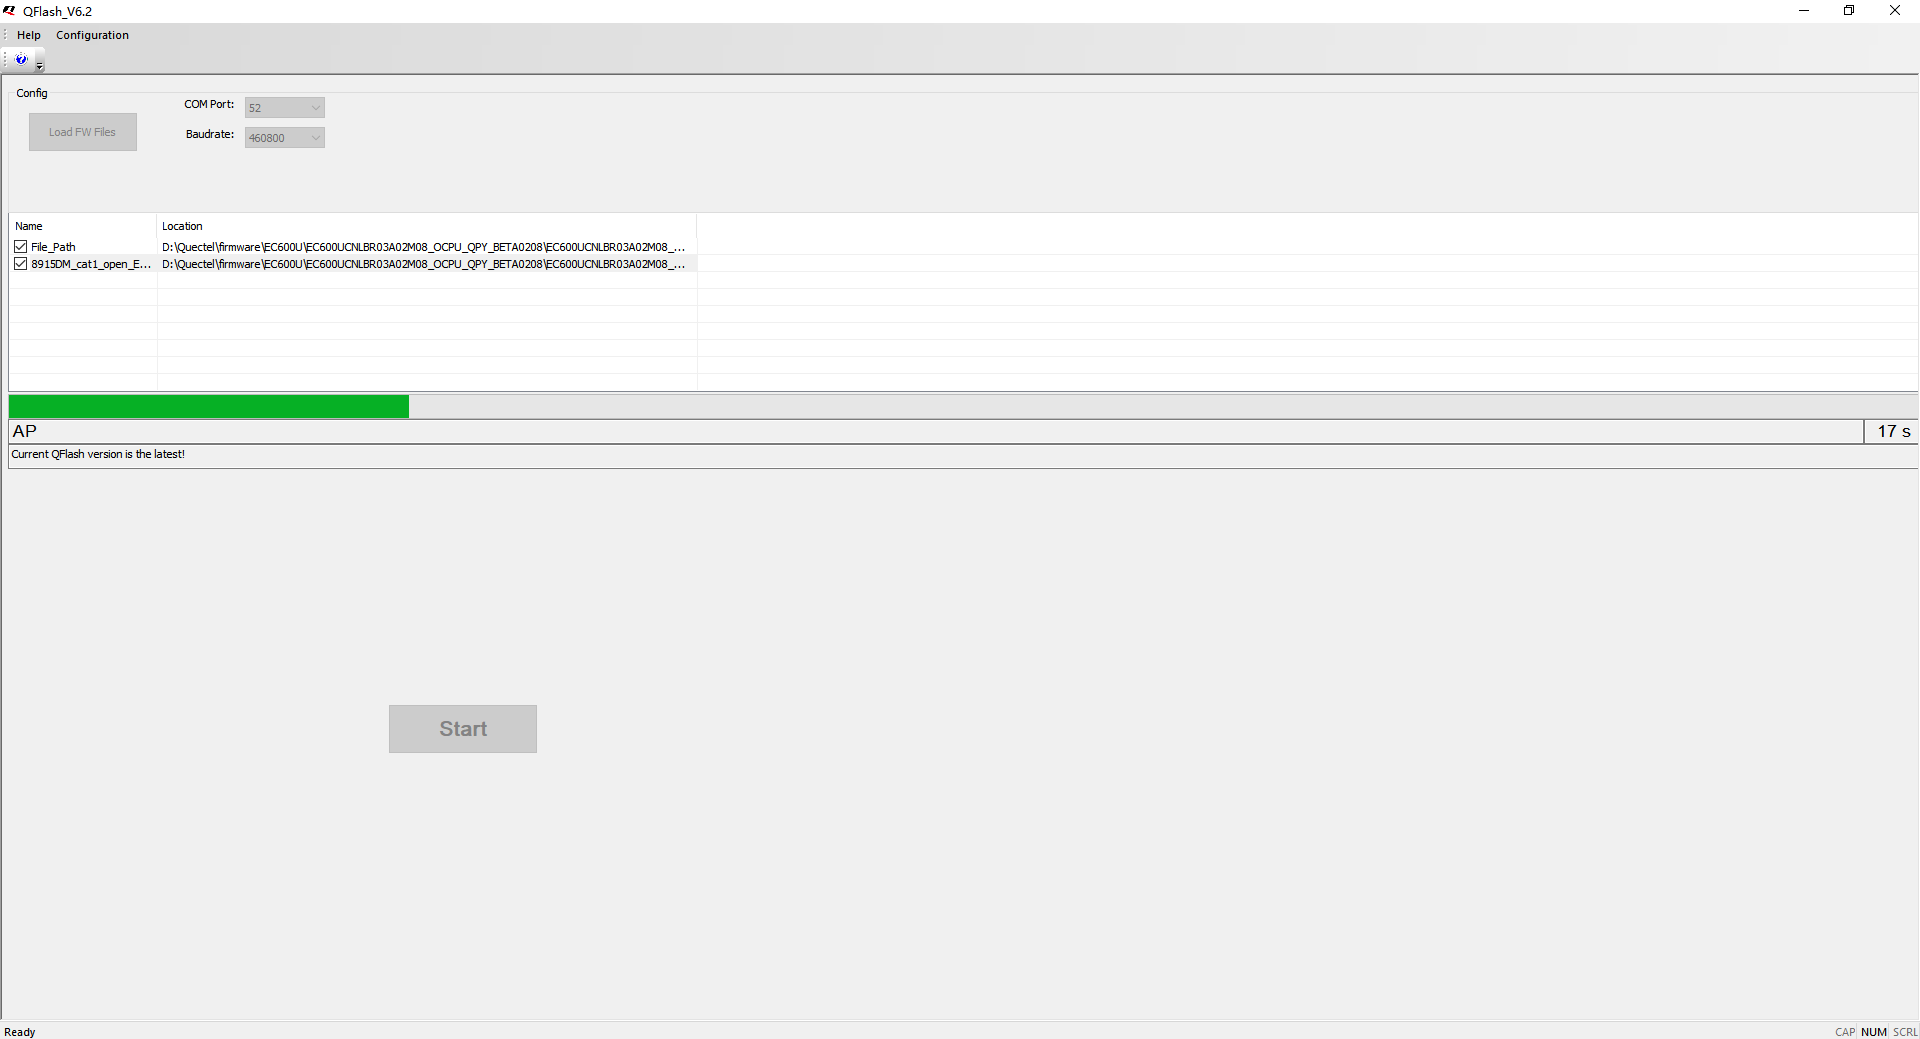 QFlash_V6.2
Help Configuration
Config
COM Port: 52
Load FW Files
Baudrate: 460800
Name Location
File_Path D:\Quectel\firmware\EC600U\EC600UCNLBR03A02M08_OCPU_QPY_BETA0208\EC600UCNLBR03A02M08_...
8915DM_cat1_open_E... D:\Quectel\firmware\EC600U\EC600UCNLBR03A02M08_OCPU_QPY_BETA0208\EC600UCNLBR03A02M08_...
AP 17 s
Current QFlash version is the latest!
Start
Ready CAP NUM SCRL